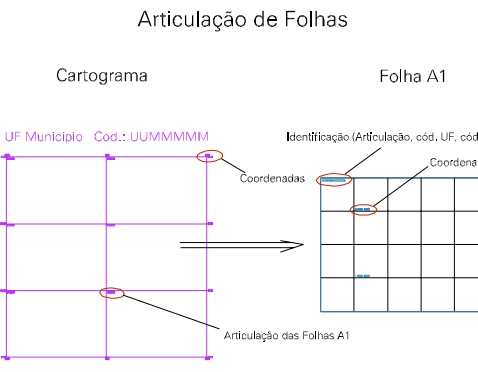 Articulação de Folhas
Cartograma
Folha A1
UF Municipio Cod.: UUMMMMM
Identificação (Articulação, cód. UF, cód
Coordena
Coordenadas
Articulação das Folhas A1